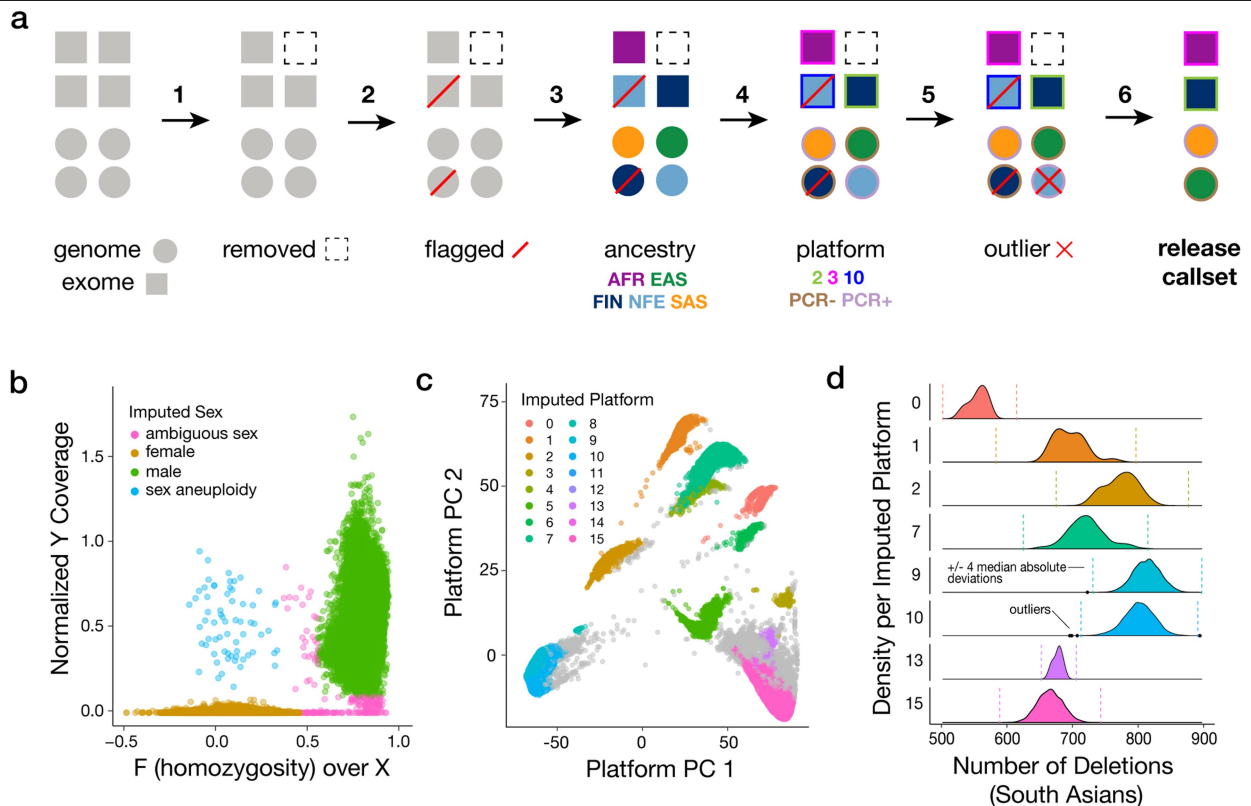 a
1
2
3
4
5
6
genome
exome
removed
flagged
ancestry
AFR EAS
FIN NFE SAS
platform
2 3 10
PCR- PCR+
outlier
release
callset
b
Normalized Y Coverage
Imputed Sex
ambiguous sex
female
male
sex aneuploidy
1.5
1.0
0.5
0.0
−0.5 0.0 0.5 1.0
F (homozygosity) over X
c
Platform PC 2
Imputed Platform
0 8
1 9
2 10
3 11
4 12
5 13
6 14
7 15
75
50
25
0
-50 0 50
Platform PC 1
d
Density per Imputed Platform
0
1
2
7
9
10
13
15
+/- 4 median absolute
deviations
outliers
500 600 700 800 900
Number of Deletions
(South Asians)